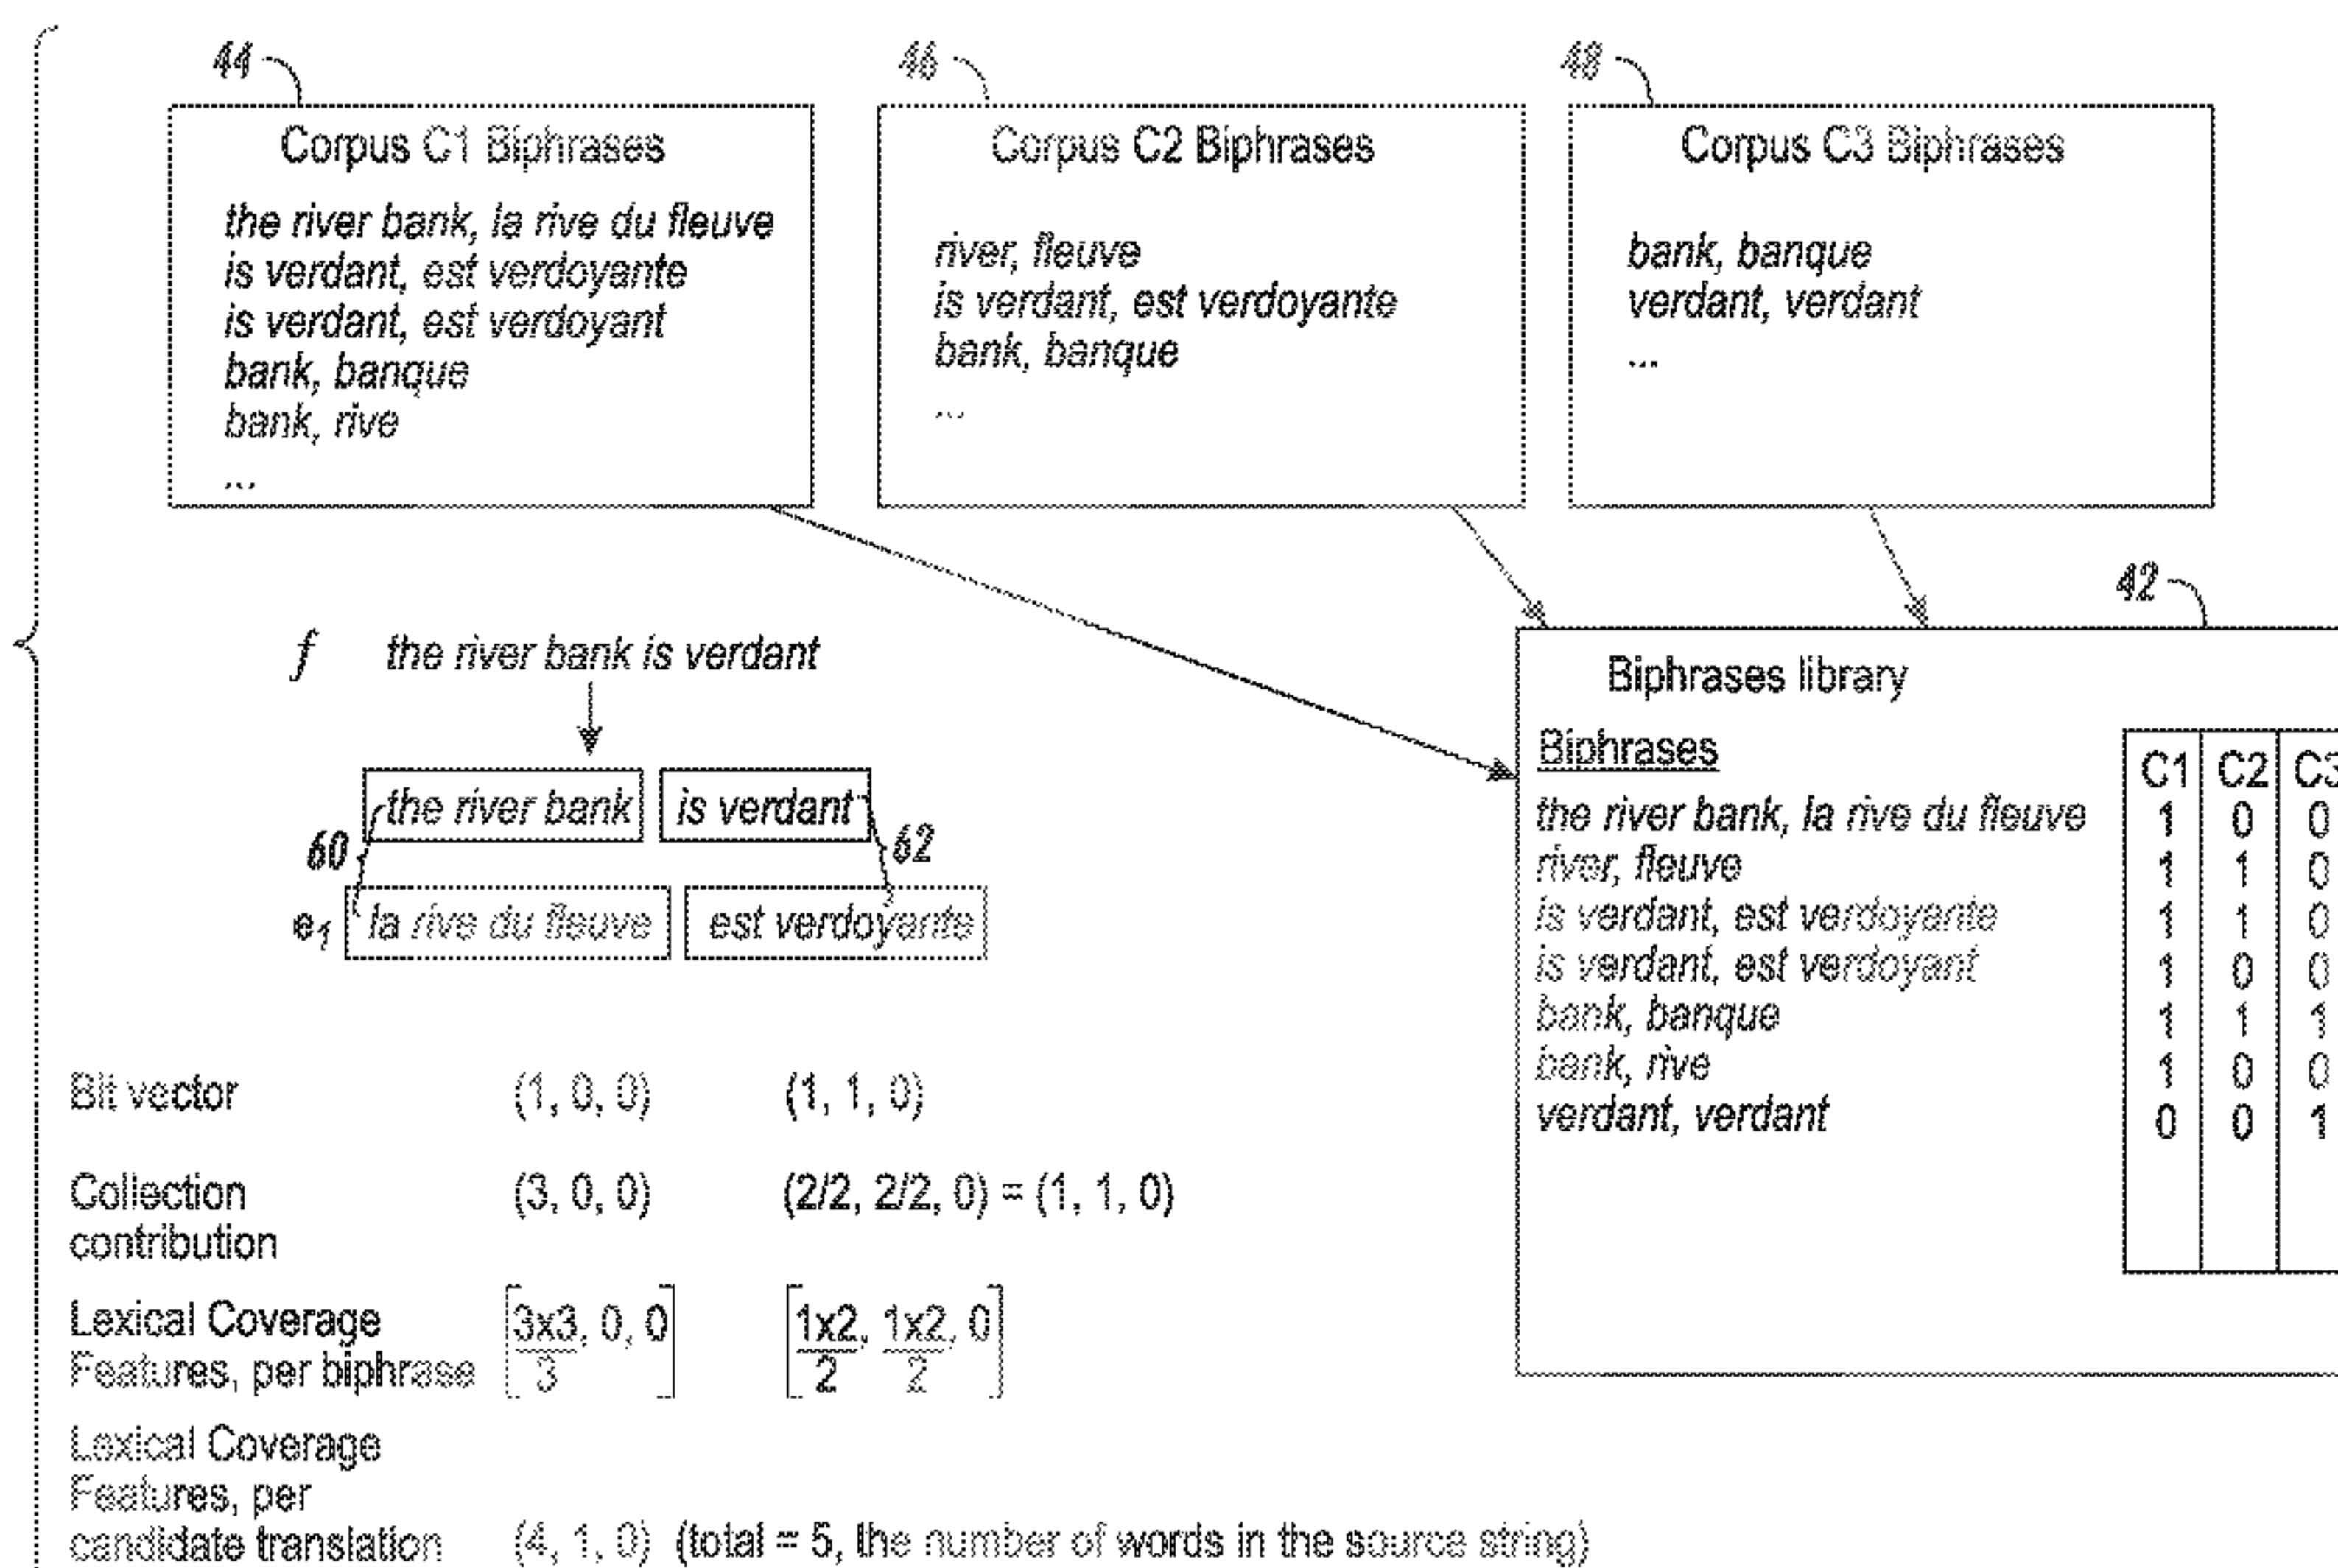 44
Corpus C1 Biphrases
the river bank, la rive du fleuve
is verdant, est verdoyante
is verdant, est verdoyant
bank, banque
bank, rive
...
46
Corpus C2 Biphrases
river, fleuve
is verdant, est verdoyante
bank, banque
...
48
Corpus C3 Biphrases
bank, banque
verdant, verdant
...
f the river bank is verdant
the river bank is verdant
60 62
e1 la rive du fleuve est verdoyante
42
Biphrases library
Biphrases C1 C2 C3
the river bank, la rive du fleuve 1 0 0
river, fleuve 1 1 0
is verdant, est verdoyante 1 1 0
is verdant, est verdoyant 1 0 0
bank, banque 1 1 1
bank, rive 1 0 0
verdant, verdant 0 0 1
Bit vector (1, 0, 0) (1, 1, 0)
Collection (3, 0, 0) (2/2, 2/2, 0) = (1, 1, 0)
contribution
Lexical Coverage [3x3, 0, 0] [1x2, 1x2, 0]
Features, per biphrase 3 2 2
Lexical Coverage
Features, per
candidate translation (4, 1, 0) (total = 5, the number of words in the source string)